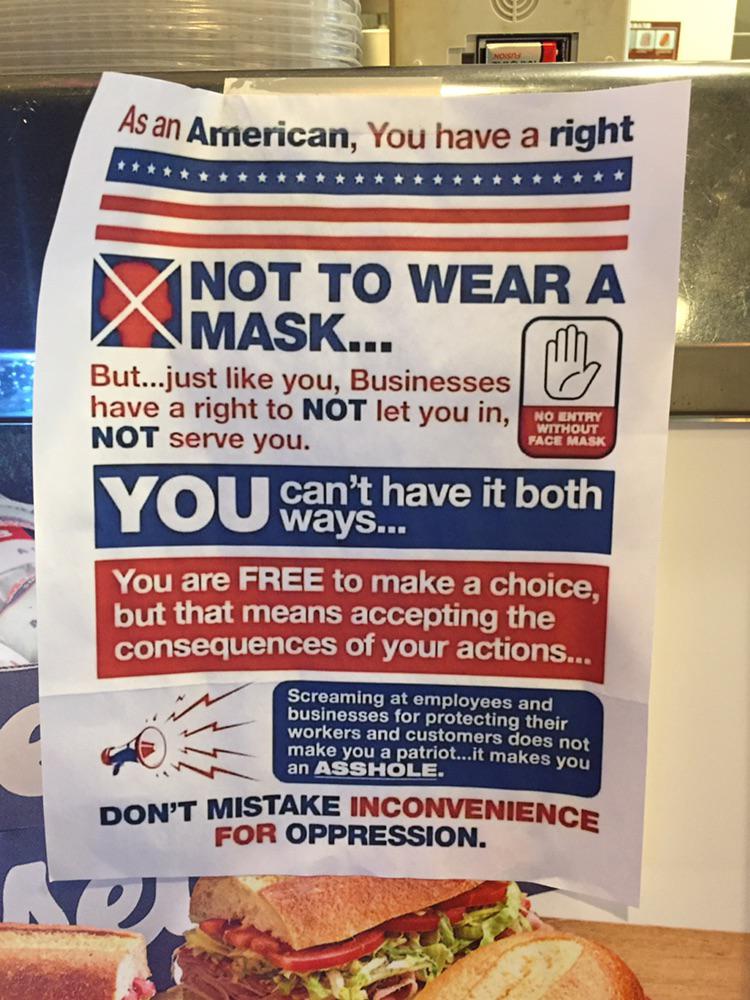 FUSION
As an American, You have a right
NOT TO WEAR A
MASK...
But...just like you, Businesses
have a right to NOT let you in,
NOT serve you.
NO ENTRY
WITHOUT
FACE MASK
YOU can't have it both
ways...
You are FREE to make a choice,
but that means accepting the
consequences of your actions...
Screaming at employees and
businesses for protecting their
workers and customers does not
make you a patriot...it makes you
an ASSHOLE.
DON'T MISTAKE INCONVENIENCE
FOR OPPRESSION.